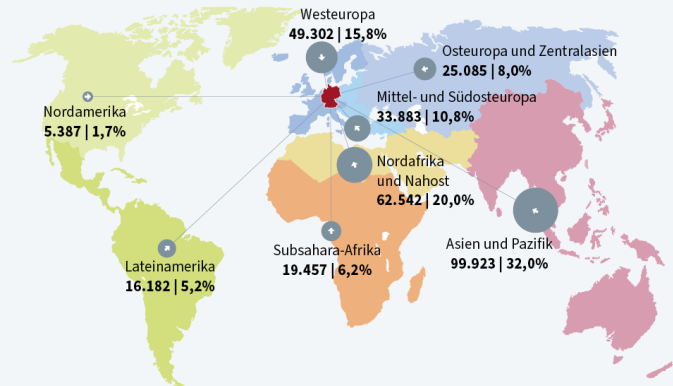 Westeuropa
49.302 | 15,8%
Osteuropa und Zentralasien
25.085 | 8,0%
Mittel- und Südosteuropa
33.883 | 10,8%
Nordamerika
5.387 | 1,7%
Nordafrika
und Nahost
62.542 | 20,0%
Subsahara-Afrika
19.457 | 6,2%
Asien und Pazifik
99.923 | 32,0%
Lateinamerika
16.182 | 5,2%